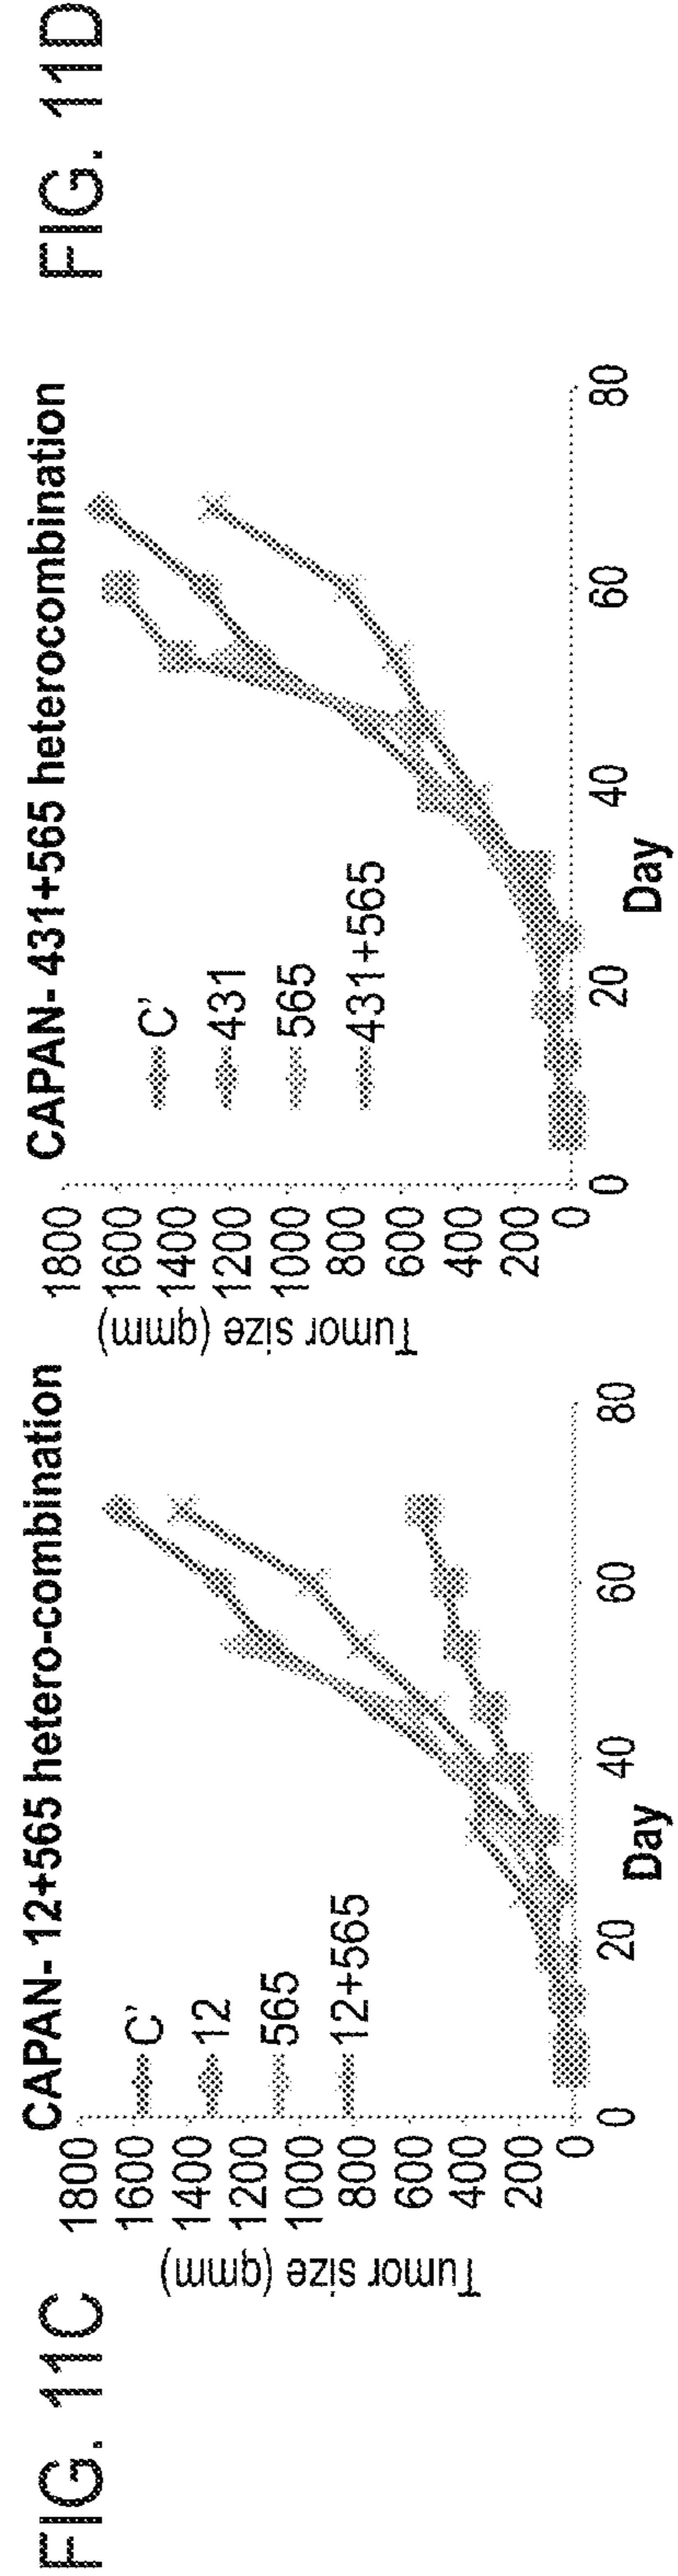 FIG. 11C
CAPAN- 12+565 hetero-combination
Tumor size (qmm)
1800
1600
1400
1200
1000
800
600
400
200
0
C'
12
565
12+565
0 20 40 60 80
Day
FIG. 11D
CAPAN- 431+565 heterocombination
Tumor size (qmm)
1800
1600
1400
1200
1000
800
600
400
200
0
C'
431
565
431+565
0 20 40 60 80
Day